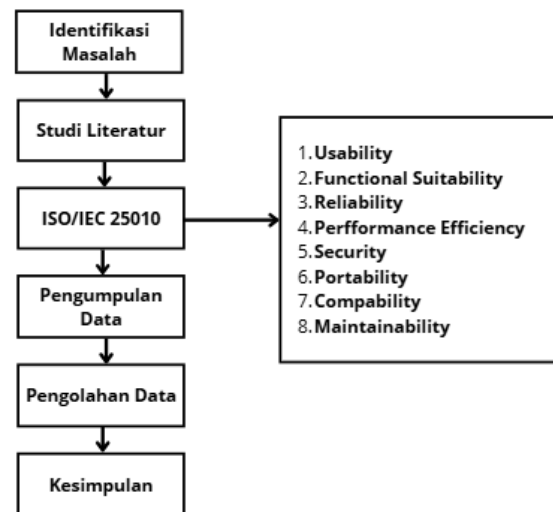 Identifikasi
Masalah
Studi Literatur
ISO/IEC 25010
1. Usability
2. Functional Suitability
3. Reliability
4. Perfformance Efficiency
5. Security
6. Portability
7. Compability
8. Maintainability
Pengumpulan
Data
Pengolahan Data
Kesimpulan